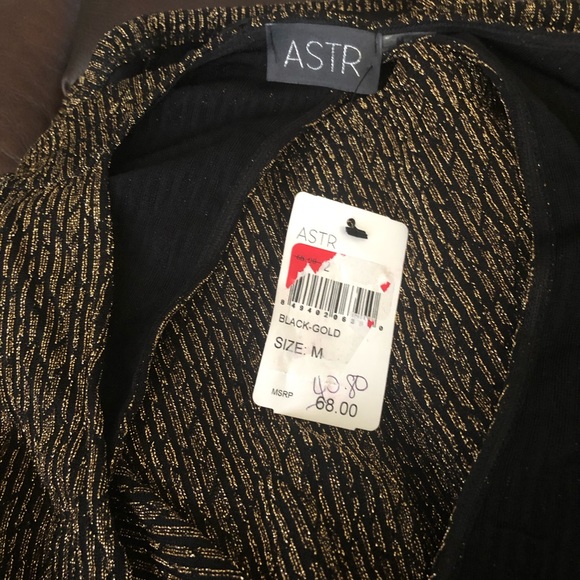 ASTR
ASTR
BLACK-GOLD
SIZE: M
40.80
MSRP 68.00